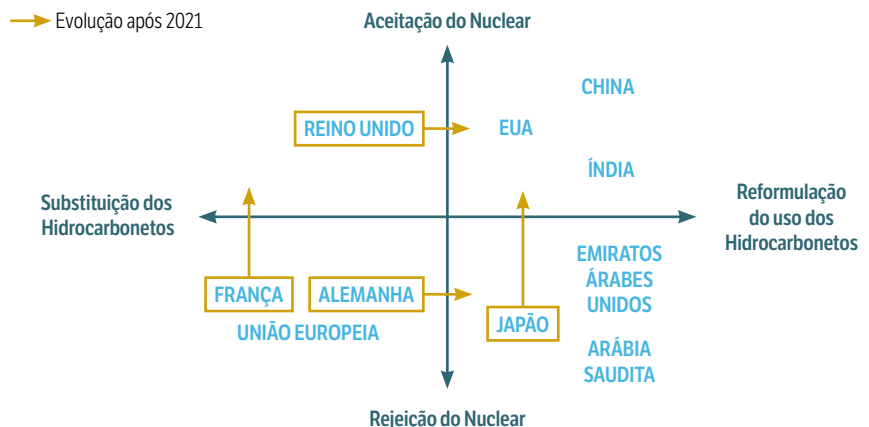 Evolução após 2021
Aceitação do Nuclear
CHINA
REINO UNIDO
EUA
ÍNDIA
Substituição dos
Hidrocarbonetos
Reformulação
do uso dos
Hidrocarbonetos
EMIRATOS
ÁRABES
UNIDOS
FRANÇA
ALEMANHA
JAPÃO
UNIÃO EUROPEIA
ARÁBIA
SAUDITA
Rejeição do Nuclear